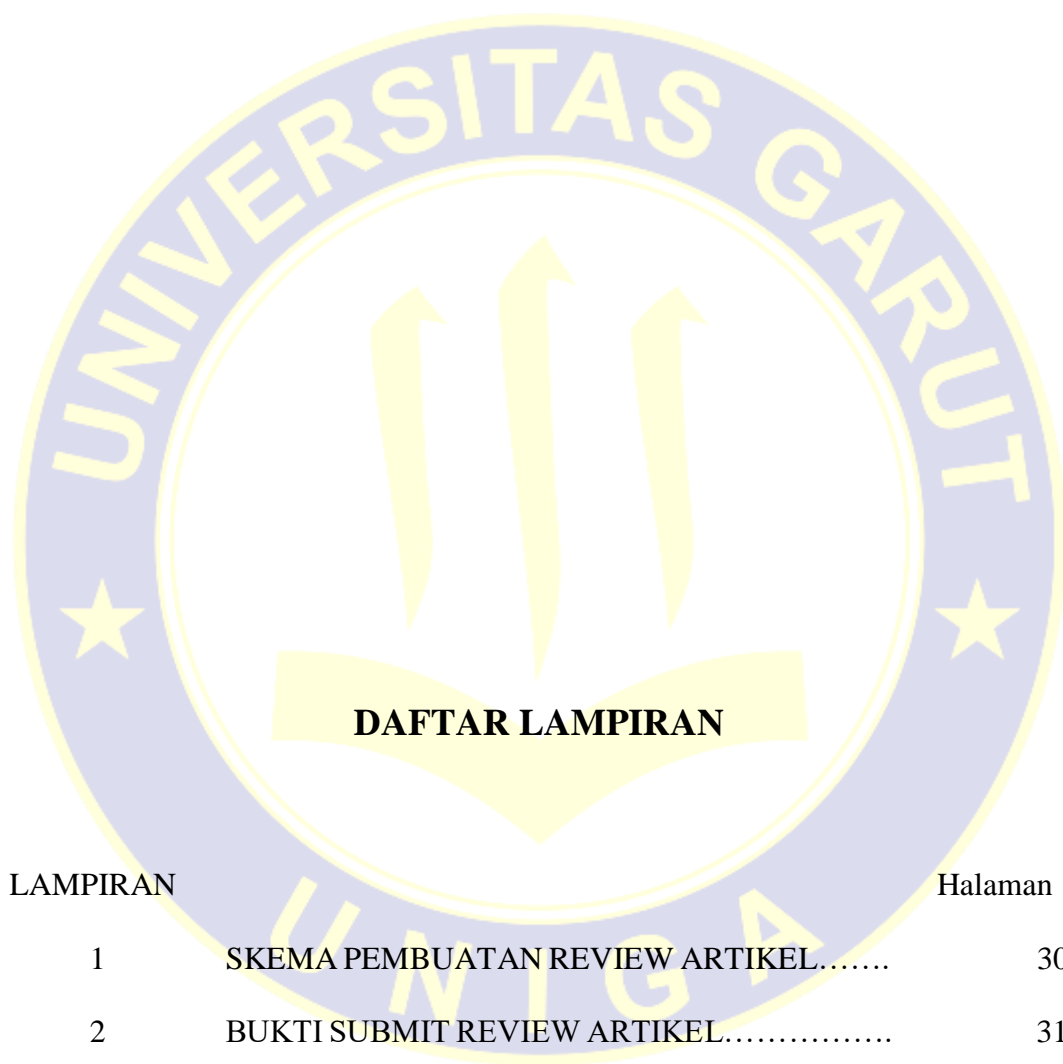 UNIVERSITAS GARUT
DAFTAR LAMPIRAN
LAMPIRAN Halaman
1 SKEMA PEMBUATAN REVIEW ARTIKEL……. 30
2 BUKTI SUBMIT REVIEW ARTIKEL……………. 31
UNIGA